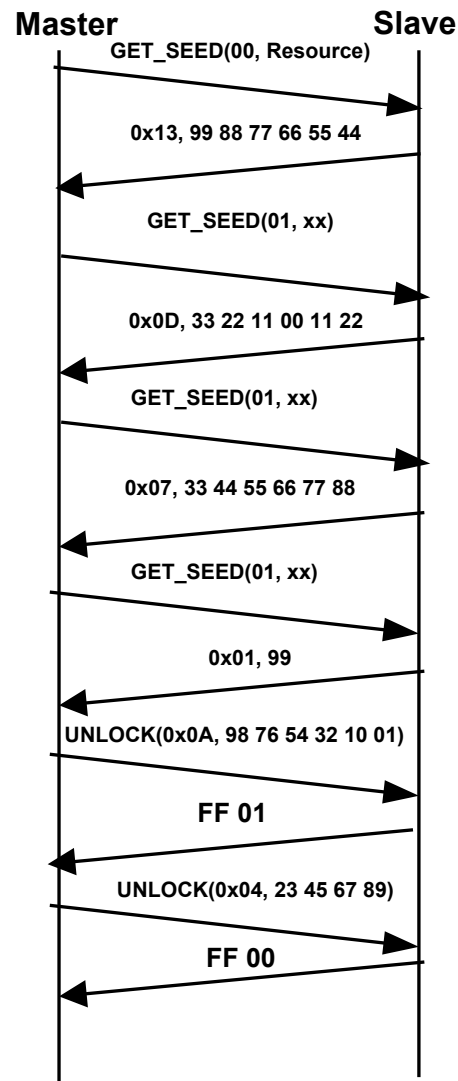 Master Slave
GET_SEED(00, Resource)
0x13, 99 88 77 66 55 44
GET_SEED(01, xx)
0x0D, 33 22 11 00 11 22
GET_SEED(01, xx)
0x07, 33 44 55 66 77 88
GET_SEED(01, xx)
0x01, 99
UNLOCK(0x0A, 98 76 54 32 10 01)
FF 01
UNLOCK(0x04, 23 45 67 89)
FF 00